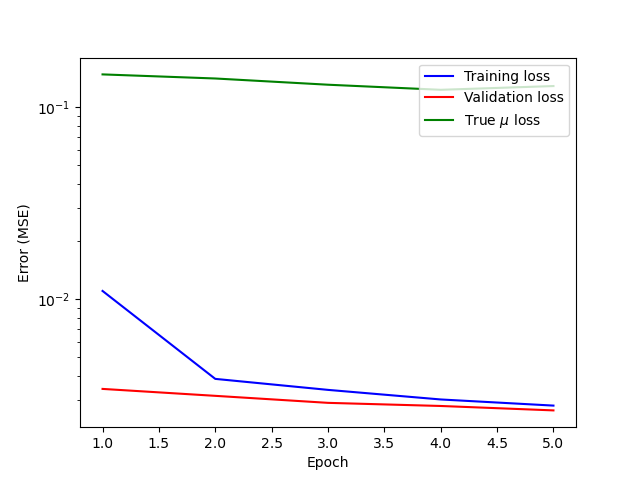 Training loss
Validation loss
True μ loss
10⁻¹
10⁻²
Error (MSE)
1.0 1.5 2.0 2.5 3.0 3.5 4.0 4.5 5.0
Epoch